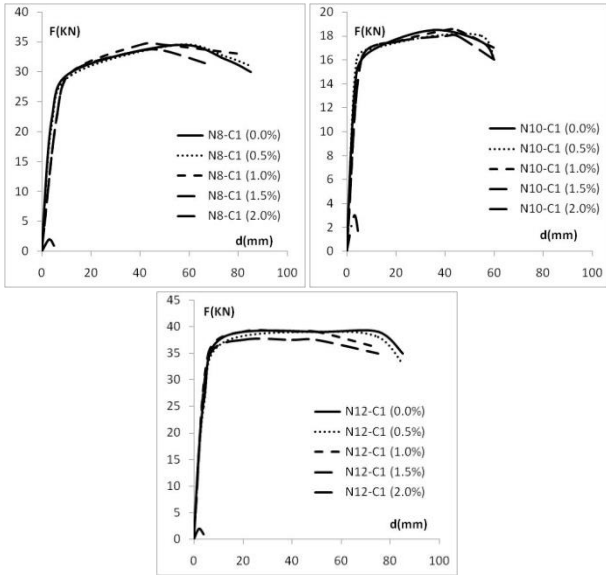 F(KN)
40
35
30
25
20
15
10
5
0
N8-C1 (0.0%)
N8-C1 (0.5%)
N8-C1 (1.0%)
N8-C1 (1.5%)
N8-C1 (2.0%)
d(mm)
0 20 40 60 80 100
F(KN)
20
18
16
14
12
10
8
6
4
2
0
N10-C1 (0.0%)
N10-C1 (0.5%)
N10-C1 (1.0%)
N10-C1 (1.5%)
N10-C1 (2.0%)
d(mm)
0 20 40 60 80 100
F(KN)
45
40
35
30
25
20
15
10
5
0
N12-C1 (0.0%)
N12-C1 (0.5%)
N12-C1 (1.0%)
N12-C1 (1.5%)
N12-C1 (2.0%)
d(mm)
0 20 40 60 80 100